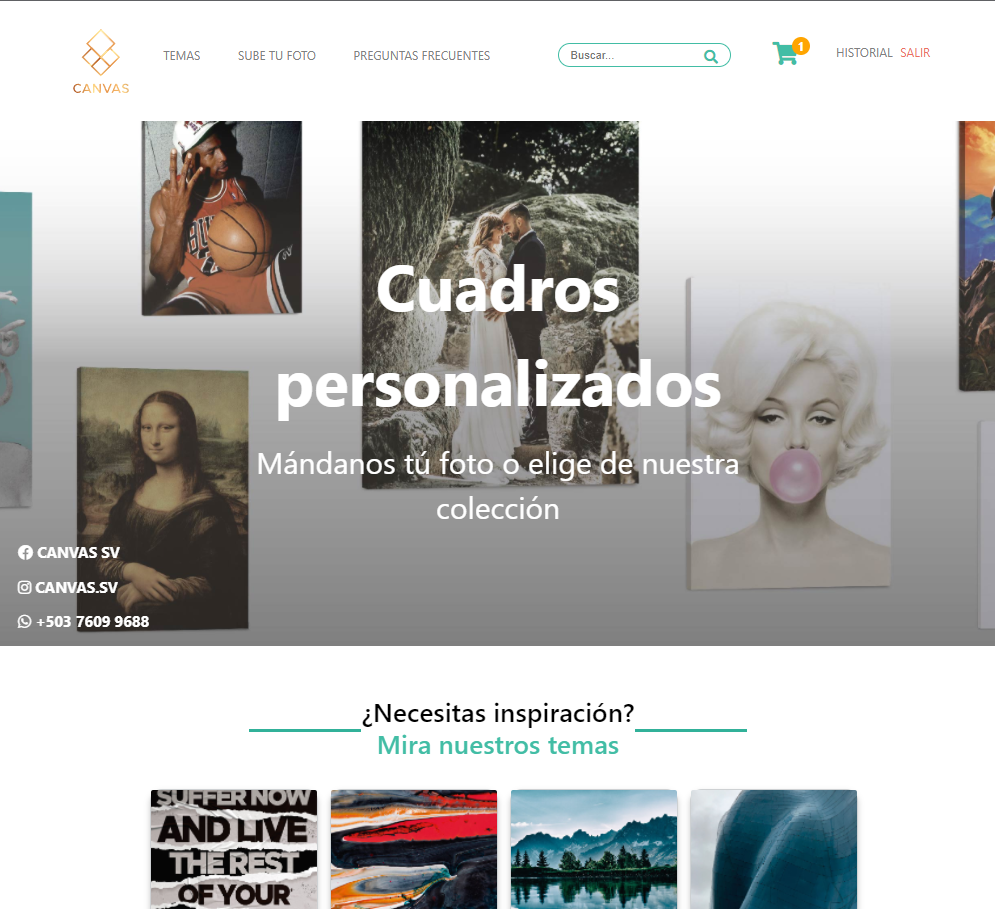 CANVAS
TEMAS
SUBE TU FOTO
PREGUNTAS FRECUENTES
Buscar...
1
HISTORIAL
SALIR
Cuadros
personalizados
Mándanos tú foto o elige de nuestra
colección
CANVAS SV
CANVAS.SV
+503 7609 9688
¿Necesitas inspiración?
Mira nuestros temas
SUFFER NOW
AND LIVE
THE REST
OF YOUR